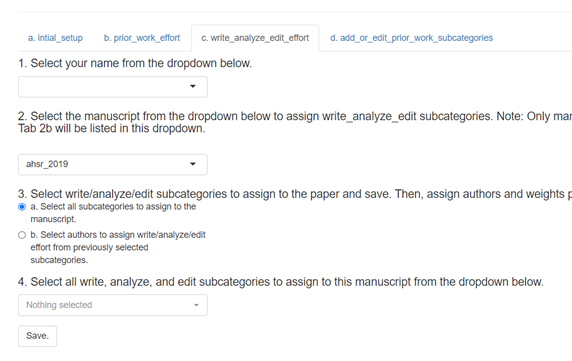 a. intial_setup b. prior_work_effort c. write_analyze_edit_effort d. add_or_edit_prior_work_subcategories
1. Select your name from the dropdown below.
2. Select the manuscript from the dropdown below to assign write_analyze_edit subcategories. Note: Only
Tab 2b will be listed in this dropdown.
ahsr_2019
3. Select write/analyze/edit subcategories to assign to the paper and save. Then, assign authors and weights
a. Select all subcategories to assign to the
manuscript.
b. Select authors to assign write/analyze/edit
effort from previously selected
subcategories.
4. Select all write, analyze, and edit subcategories to assign to this manuscript from the dropdown below.
Nothing selected
Save.